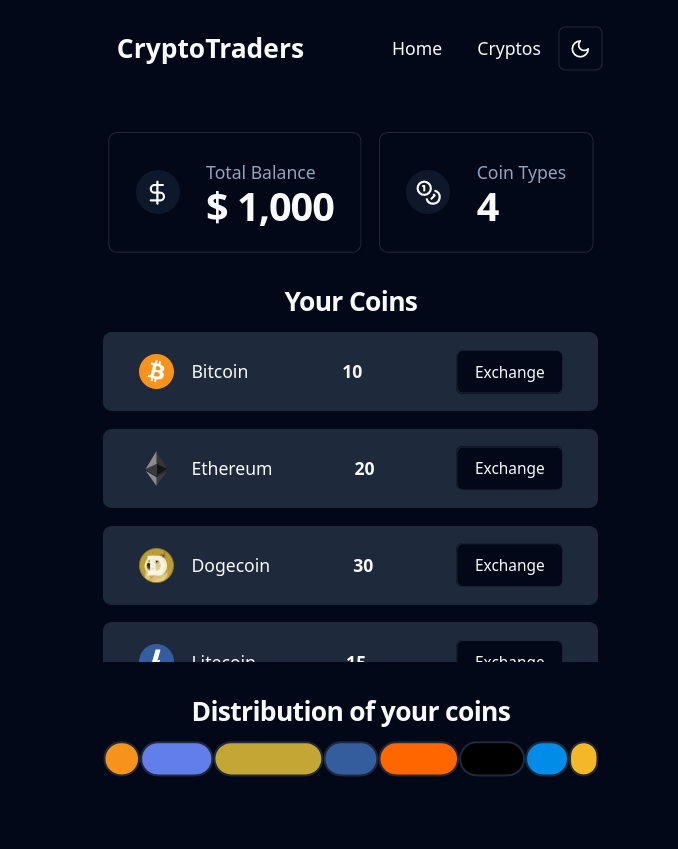 CryptoTraders
Home
Cryptos
Total Balance
$ 1,000
Coin Types
4
Your Coins
Bitcoin
10
Exchange
Ethereum
20
Exchange
Dogecoin
30
Exchange
Litecoin
15
Exchange
Distribution of your coins